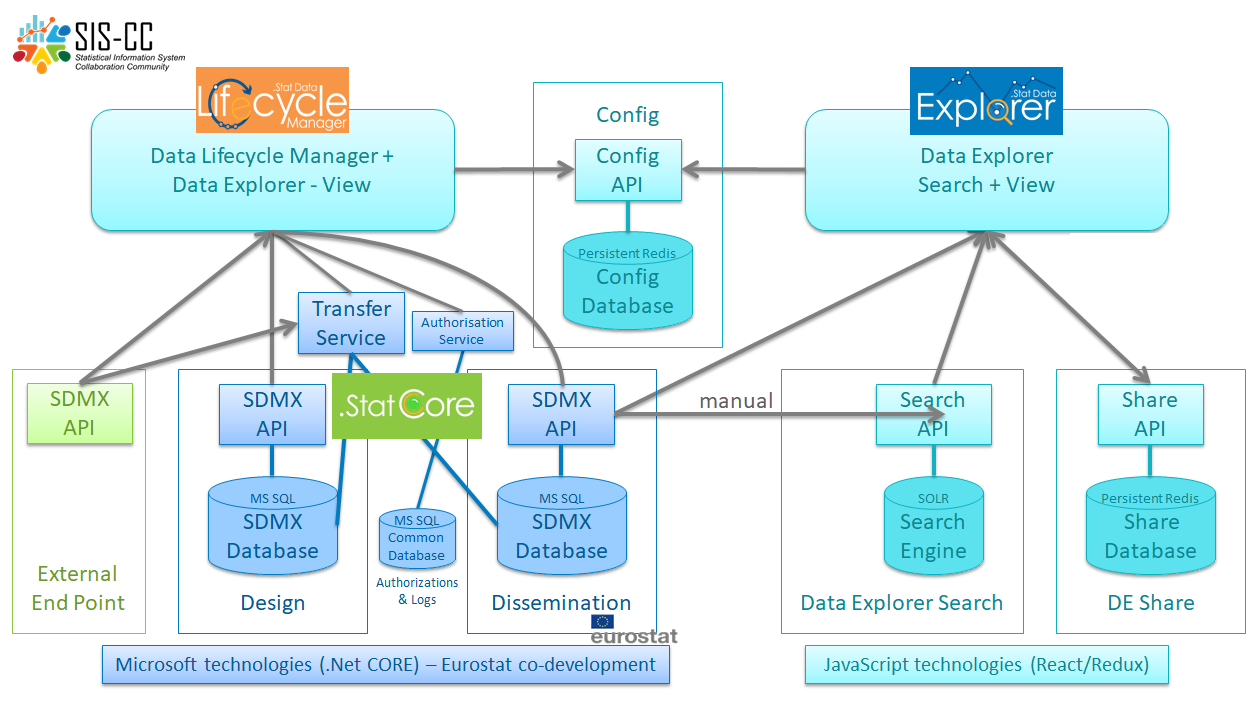 SIS-CC
Statistical Information System
Collaboration Community
.Stat Data
Lifecycle
Manager
Data Lifecycle Manager +
Data Explorer - View
Config
Config
API
Persistent Redis
Config
Database
.Stat Data
Explorer
Data Explorer
Search + View
Transfer
Service
Authorisation
Service
SDMX
API
External
End Point
SDMX
API
MS SQL
SDMX
Database
Design
.Stat Core
MS SQL
Common
Database
Authorizations
& Logs
SDMX
API
MS SQL
SDMX
Database
Dissemination
eurostat
manual
Search
API
SOLR
Search
Engine
Data Explorer Search
Share
API
Persistent Redis
Share
Database
DE Share
Microsoft technologies (.Net CORE) – Eurostat co-development
JavaScript technologies (React/Redux)